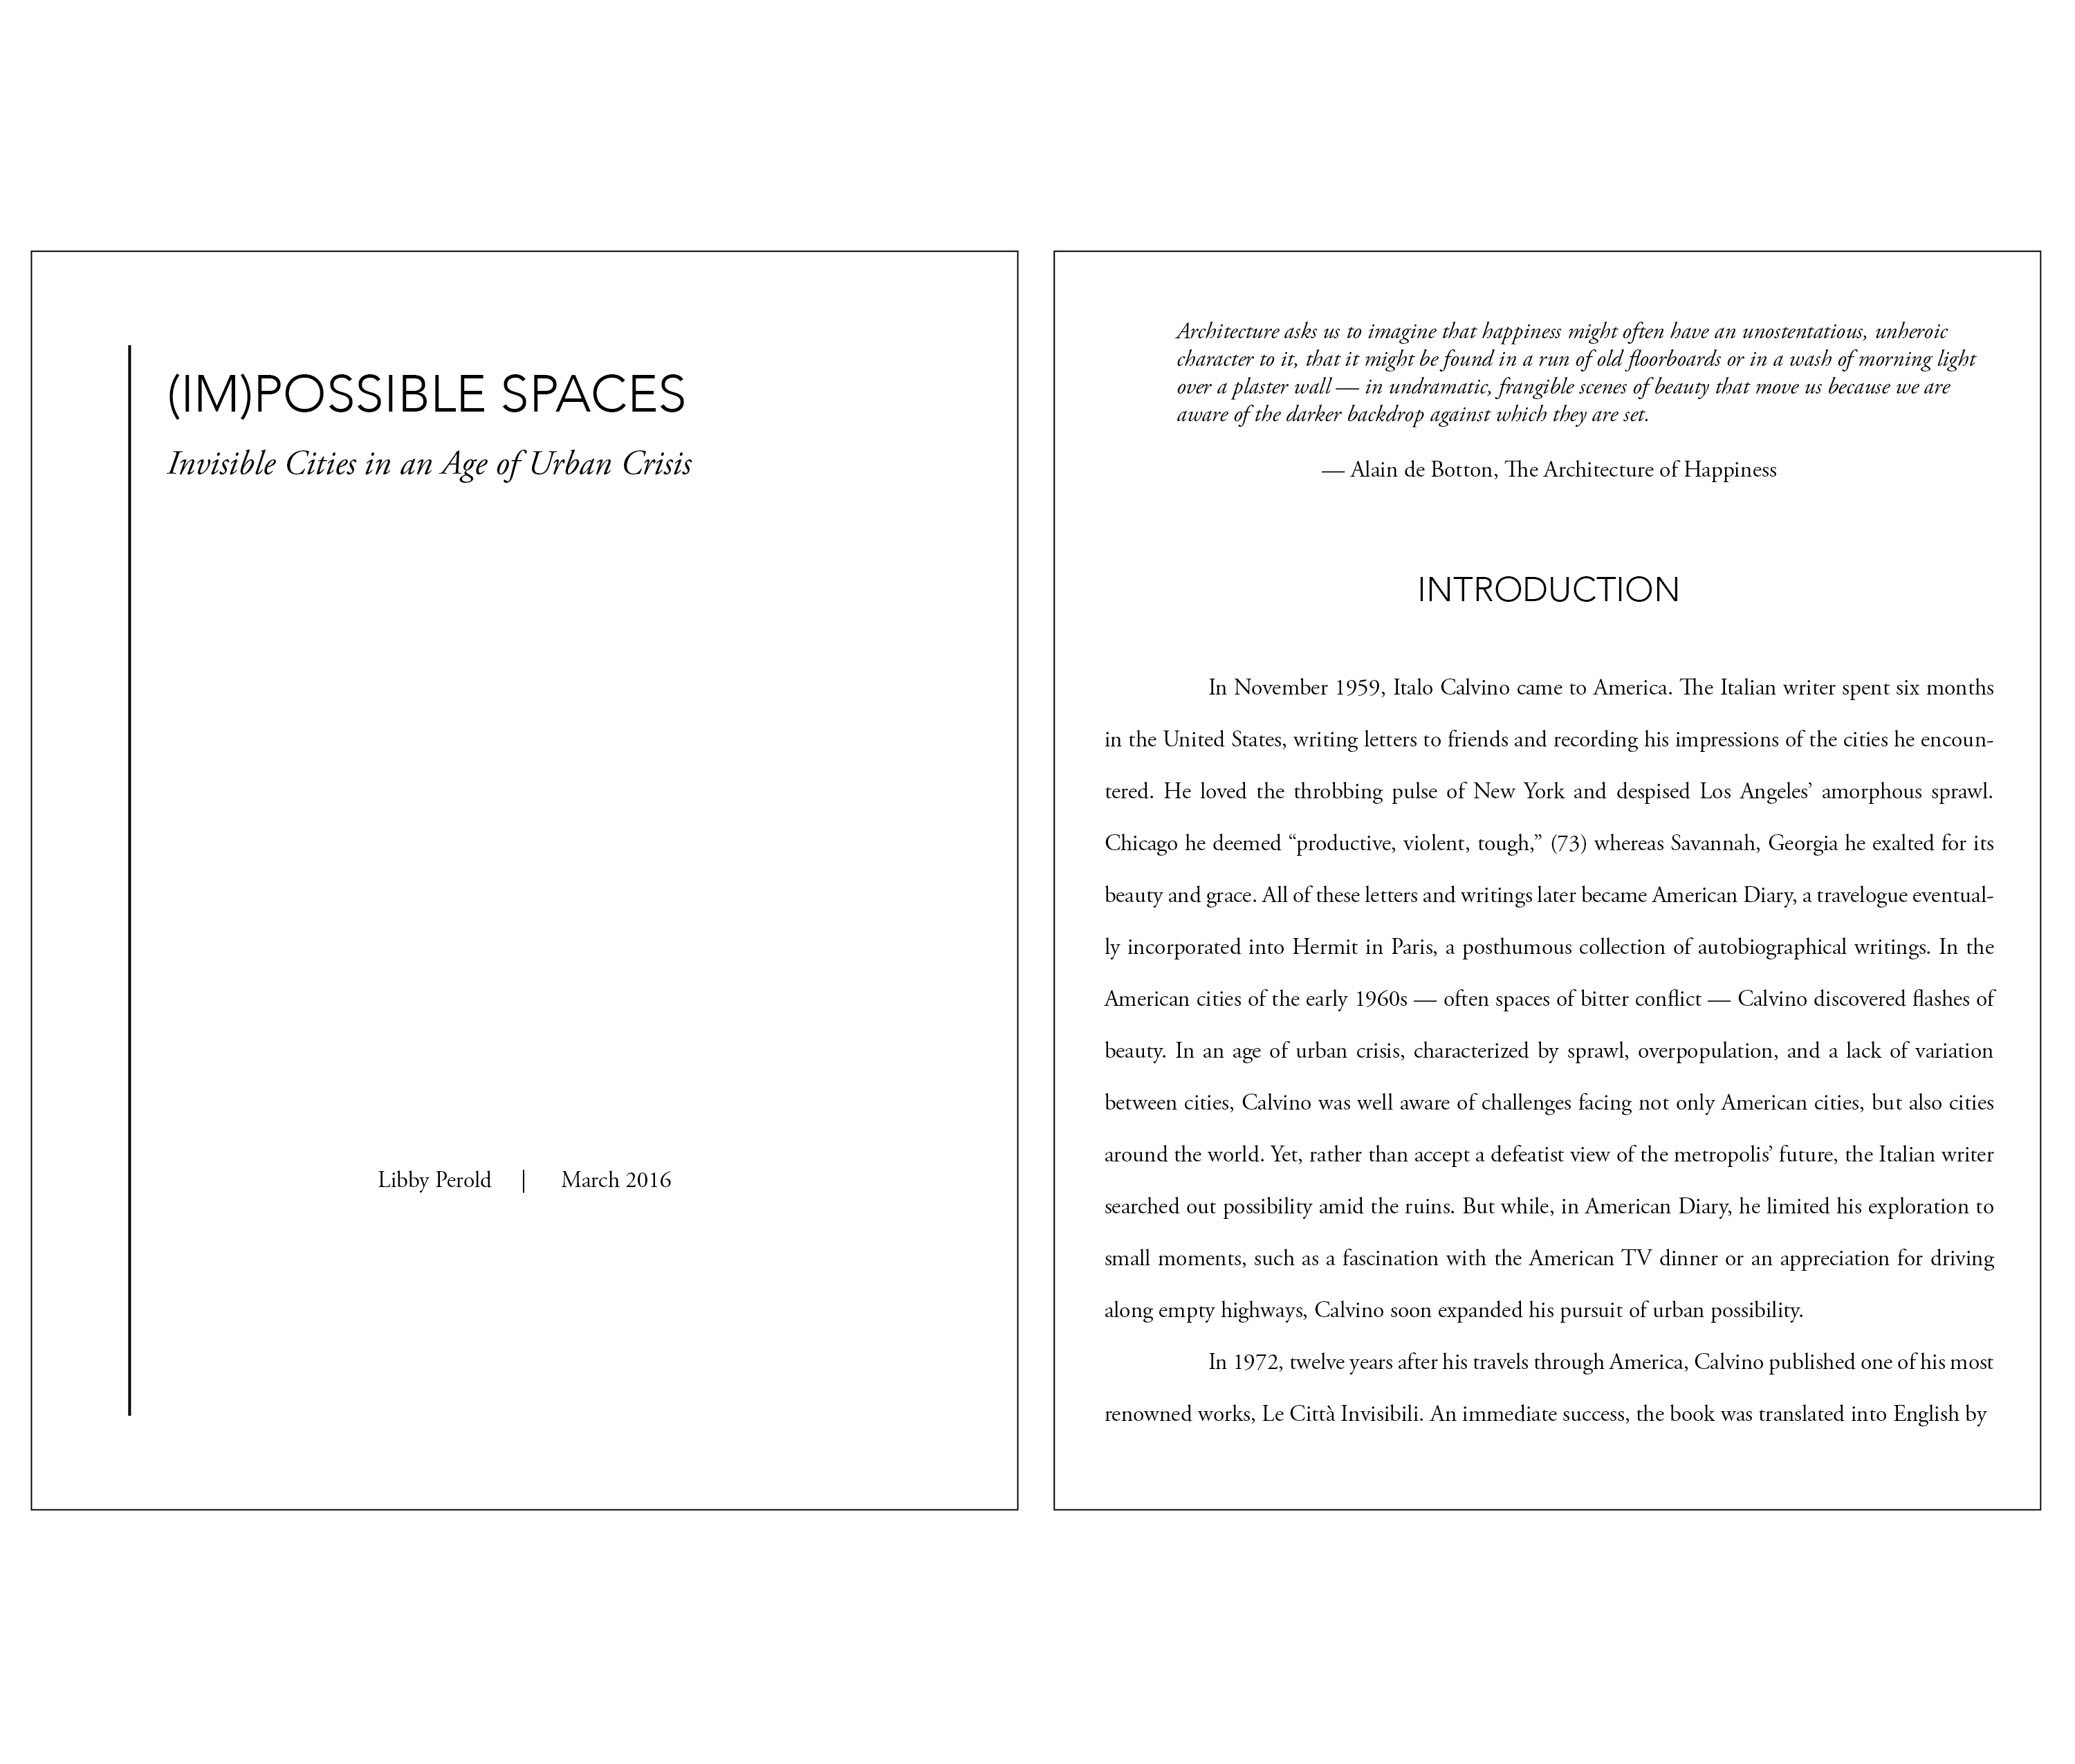 (IM)POSSIBLE SPACES
Invisible Cities in an Age of Urban Crisis
Libby Perold | March 2016
Architecture asks us to imagine that happiness might often have an unostentatious, unheroic
character to it, that it might be found in a run of old floorboards or in a wash of morning light
over a plaster wall — in undramatic, frangible scenes of beauty that move us because we are
aware of the darker backdrop against which they are set.
— Alain de Botton, The Architecture of Happiness
INTRODUCTION
In November 1959, Italo Calvino came to America. The Italian writer spent six months
in the United States, writing letters to friends and recording his impressions of the cities he encoun-
tered. He loved the throbbing pulse of New York and despised Los Angeles’ amorphous sprawl.
Chicago he deemed “productive, violent, tough,” (73) whereas Savannah, Georgia he exalted for its
beauty and grace. All of these letters and writings later became American Diary, a travelogue eventual-
ly incorporated into Hermit in Paris, a posthumous collection of autobiographical writings. In the
American cities of the early 1960s — often spaces of bitter conflict — Calvino discovered flashes of
beauty. In an age of urban crisis, characterized by sprawl, overpopulation, and a lack of variation
between cities, Calvino was well aware of challenges facing not only American cities, but also cities
around the world. Yet, rather than accept a defeatist view of the metropolis’ future, the Italian writer
searched out possibility amid the ruins. But while, in American Diary, he limited his exploration to
small moments, such as a fascination with the American TV dinner or an appreciation for driving
along empty highways, Calvino soon expanded his pursuit of urban possibility.
In 1972, twelve years after his travels through America, Calvino published one of his most
renowned works, Le Città Invisibili. An immediate success, the book was translated into English by